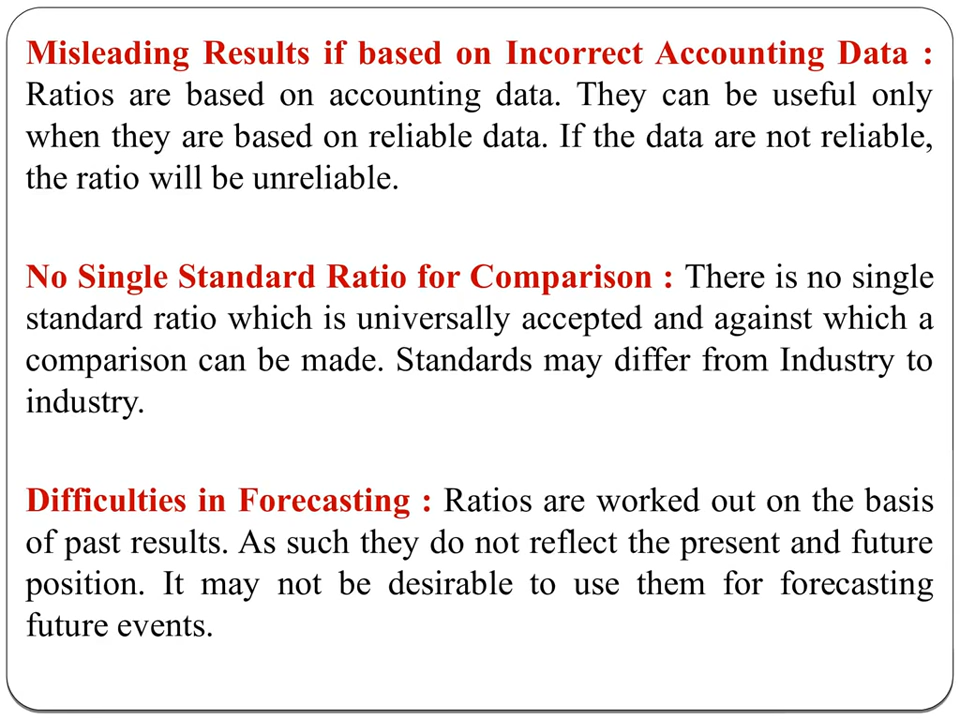 Misleading Results if based on Incorrect Accounting Data :
Ratios are based on accounting data. They can be useful only
when they are based on reliable data. If the data are not reliable,
the ratio will be unreliable.
No Single Standard Ratio for Comparison : There is no single
standard ratio which is universally accepted and against which a
comparison can be made. Standards may differ from Industry to
industry.
Difficulties in Forecasting : Ratios are worked out on the basis
of past results. As such they do not reflect the present and future
position. It may not be desirable to use them for forecasting
future events.